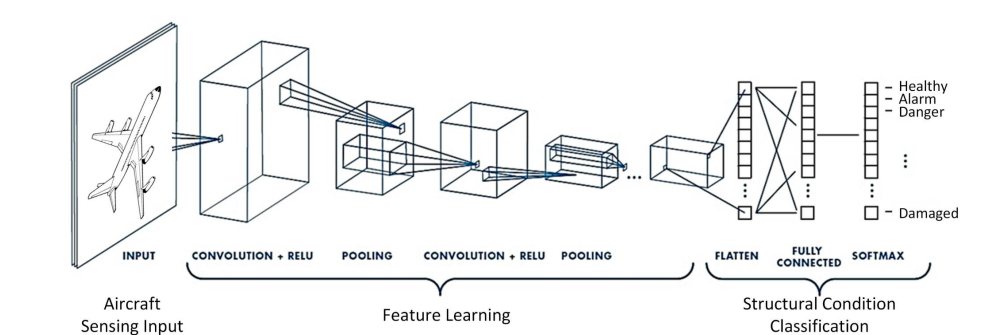 Healthy
Alarm
Danger
Damaged
INPUT
CONVOLUTION + RELU
POOLING
CONVOLUTION + RELU
POOLING
FLATTEN
FULLY
CONNECTED
SOFTMAX
Aircraft
Sensing Input
Feature Learning
Structural Condition
Classification